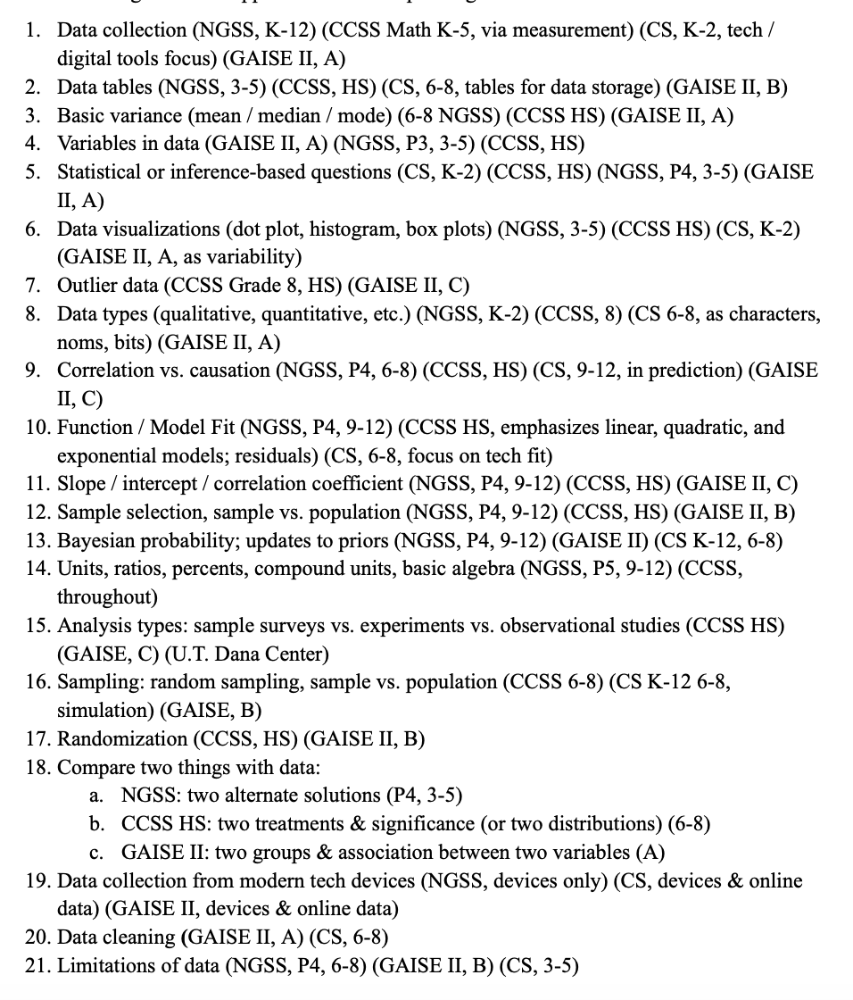 1. Data collection (NGSS, K-12) (CCSS Math K-5, via measurement) (CS, K-2, tech /
digital tools focus) (GAISE II, A)
2. Data tables (NGSS, 3-5) (CCSS, HS) (CS, 6-8, tables for data storage) (GAISE II, B)
3. Basic variance (mean / median / mode) (6-8 NGSS) (CCSS HS) (GAISE II, A)
4. Variables in data (GAISE II, A) (NGSS, P3, 3-5) (CCSS, HS)
5. Statistical or inference-based questions (CS, K-2) (CCSS, HS) (NGSS, P4, 3-5) (GAISE
II, A)
6. Data visualizations (dot plot, histogram, box plots) (NGSS, 3-5) (CCSS HS) (CS, K-2)
(GAISE II, A, as variability)
7. Outlier data (CCSS Grade 8, HS) (GAISE II, C)
8. Data types (qualitative, quantitative, etc.) (NGSS, K-2) (CCSS, 8) (CS 6-8, as characters,
noms, bits) (GAISE II, A)
9. Correlation vs. causation (NGSS, P4, 6-8) (CCSS, HS) (CS, 9-12, in prediction) (GAISE
II, C)
10. Function / Model Fit (NGSS, P4, 9-12) (CCSS HS, emphasizes linear, quadratic, and
exponential models; residuals) (CS, 6-8, focus on tech fit)
11. Slope / intercept / correlation coefficient (NGSS, P4, 9-12) (CCSS, HS) (GAISE II, C)
12. Sample selection, sample vs. population (NGSS, P4, 9-12) (CCSS, HS) (GAISE II, B)
13. Bayesian probability; updates to priors (NGSS, P4, 9-12) (GAISE II) (CS K-12, 6-8)
14. Units, ratios, percents, compound units, basic algebra (NGSS, P5, 9-12) (CCSS,
throughout)
15. Analysis types: sample surveys vs. experiments vs. observational studies (CCSS HS)
(GAISE, C) (U.T. Dana Center)
16. Sampling: random sampling, sample vs. population (CCSS 6-8) (CS K-12 6-8,
simulation) (GAISE, B)
17. Randomization (CCSS, HS) (GAISE II, B)
18. Compare two things with data:
a. NGSS: two alternate solutions (P4, 3-5)
b. CCSS HS: two treatments & significance (or two distributions) (6-8)
c. GAISE II: two groups & association between two variables (A)
19. Data collection from modern tech devices (NGSS, devices only) (CS, devices & online
data) (GAISE II, devices & online data)
20. Data cleaning (GAISE II, A) (CS, 6-8)
21. Limitations of data (NGSS, P4, 6-8) (GAISE II, B) (CS, 3-5)